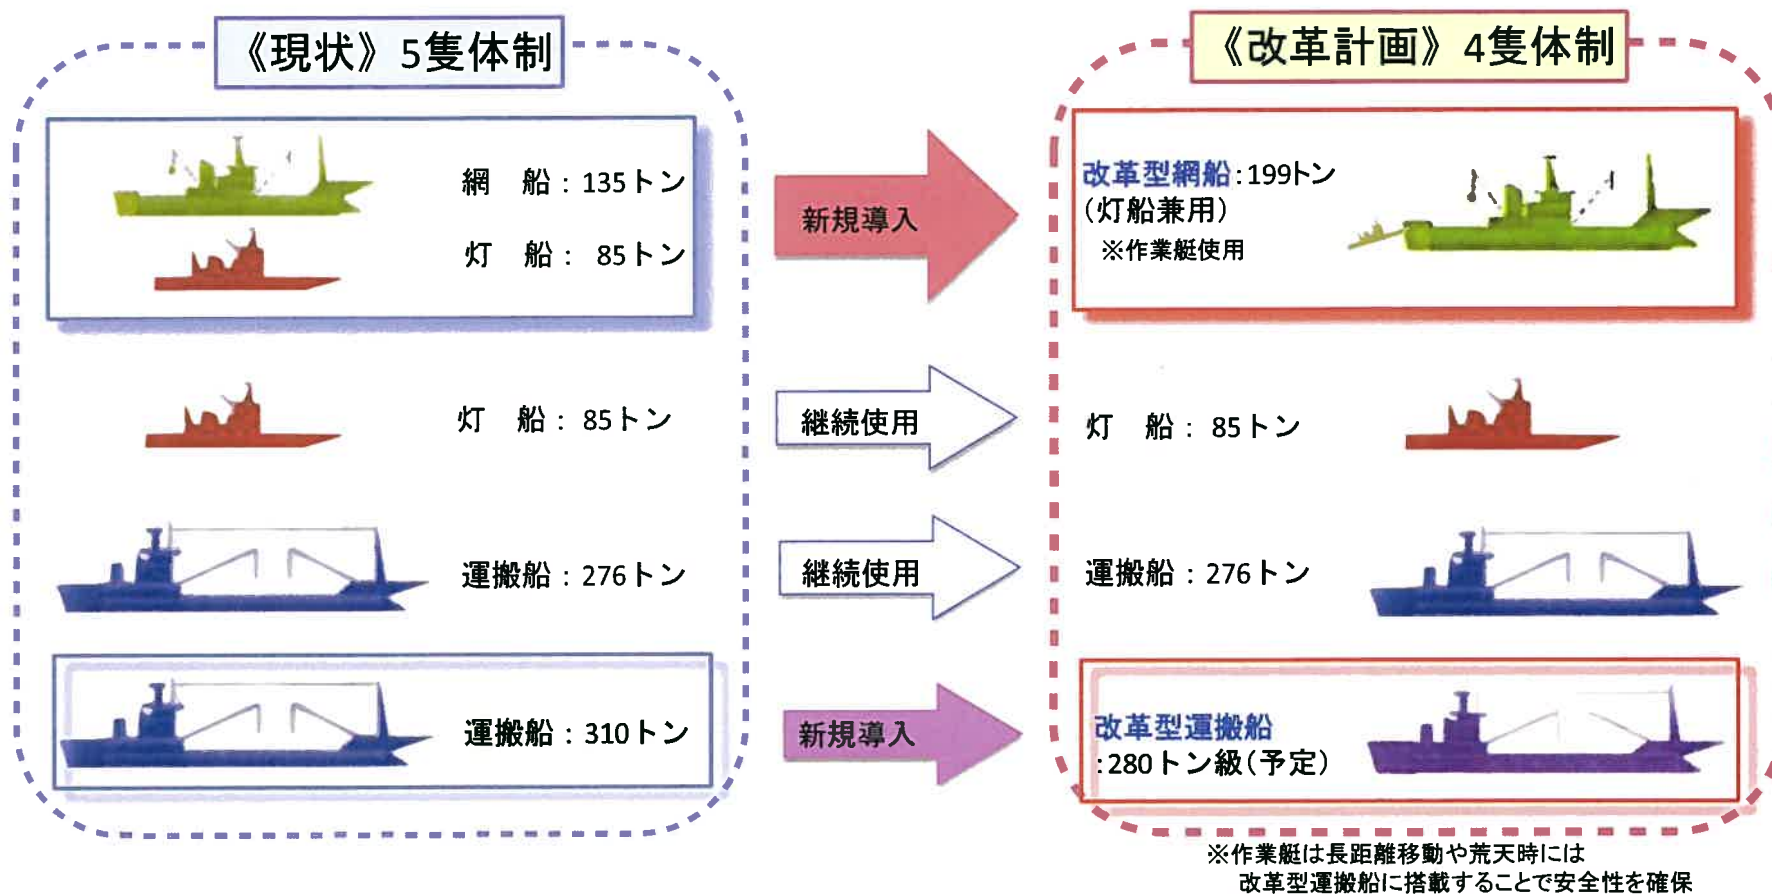 《現状》5隻体制
網　船：135トン
灯　船：　85トン
灯　船：85トン
運搬船：276トン
運搬船：310トン
新規導入
継続使用
継続使用
新規導入
《改革計画》4隻体制
改革型網船：199トン
（灯船兼用）
※作業艇使用
灯　船：85トン
運搬船：276トン
改革型運搬船
：280トン級（予定）
※作業艇は長距離移動や荒天時には
改革型運搬船に搭載することで安全性を確保